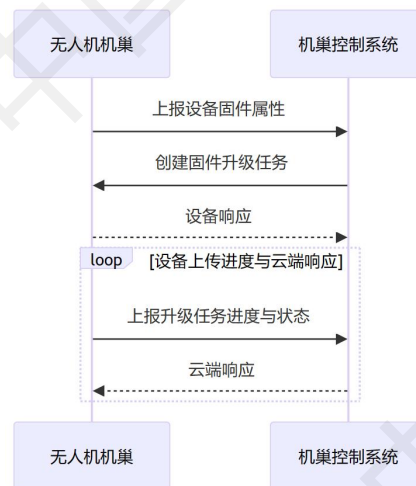 无人机机巢
机巢控制系统
上报设备固件属性
创建固件升级任务
设备响应
loop
[设备上传进度与云端响应]
上报升级任务进度与状态
云端响应
无人机机巢
机巢控制系统